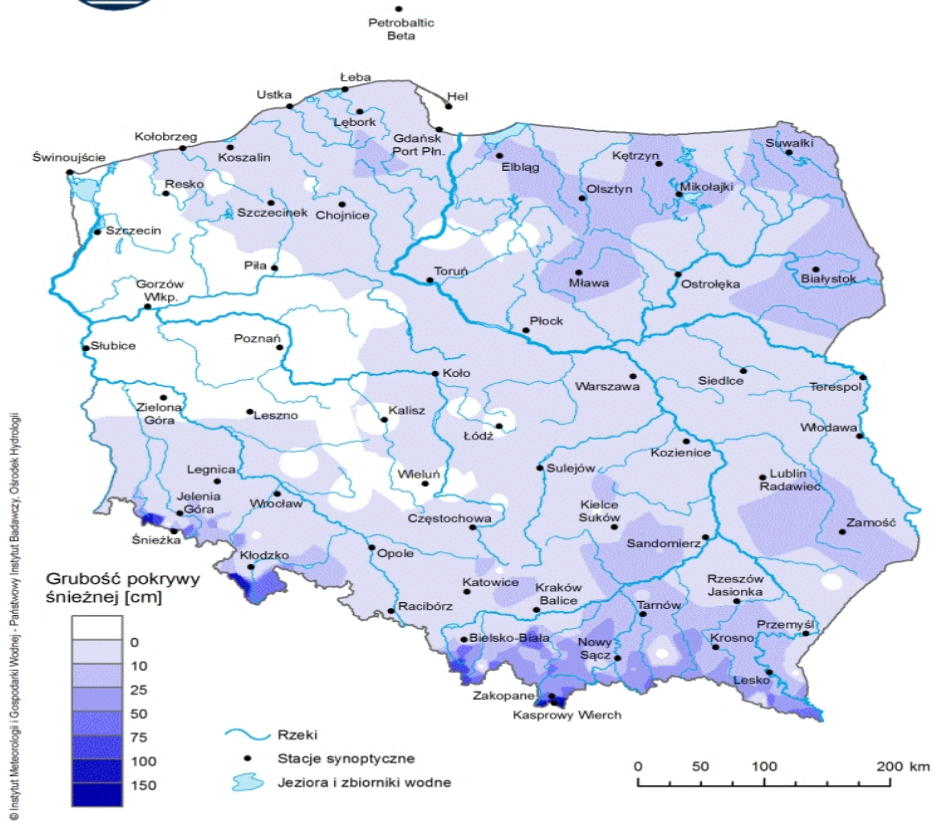 Petrobaltic
Beta
Łeba
Ustka
Hel
Lębork
Gdańsk
Port Płn.
Kołobrzeg
Koszalin
Świnoujście
Elbląg
Kętrzyn
Suwałki
Resko
Olsztyn
Mikołajki
Szczecinek
Chojnice
Szczecin
Piła
Toruń
Mława
Ostrołęka
Białystok
Gorzów
Wlkp.
Płock
Słubice
Poznań
Koło
Warszawa
Siedlce
Terespol
Zielona
Góra
Leszno
Kalisz
Łódź
Włodawa
Kozienice
Legnica
Wieluń
Sulejów
Lublin
Radawiec
Jelenia
Góra
Wrocław
Kielce
Suków
Częstochowa
Śnieżka
Sandomierz
Zamość
Kłodzko
Opole
Katowice
Kraków
Balice
Rzeszów
Jasionka
Racibórz
Tarnów
Przemyśl
Bielsko-Biała
Nowy
Sącz
Krosno
Lesko
Zakopane
Kasprowy Wierch
Grubość pokrywy
śnieżnej [cm]
0
10
25
50
75
100
150
Rzeki
Stacje synoptyczne
Jeziora i zbiorniki wodne
0 50 100 200 km
© Instytut Meteorologii i Gospodarki Wodnej - Państwowy Instytut Badawczy, Ośrodek Hydrologii